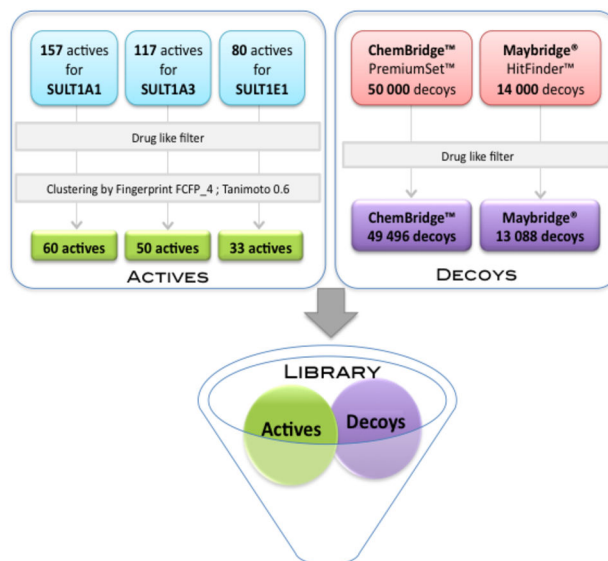 157 actives
for
SULT1A1
117 actives
for
SULT1A3
80 actives
for
SULT1E1
Drug like filter
Clustering by Fingerprint FCFP_4 ; Tanimoto 0.6
60 actives
50 actives
33 actives
ACTIVES
ChemBridge™
PremiumSet™
50 000 decoys
Maybridge®
HitFinder™
14 000 decoys
Drug like filter
ChemBridge™
49 496 decoys
Maybridge®
13 088 decoys
DECOYS
LIBRARY
Actives
Decoys